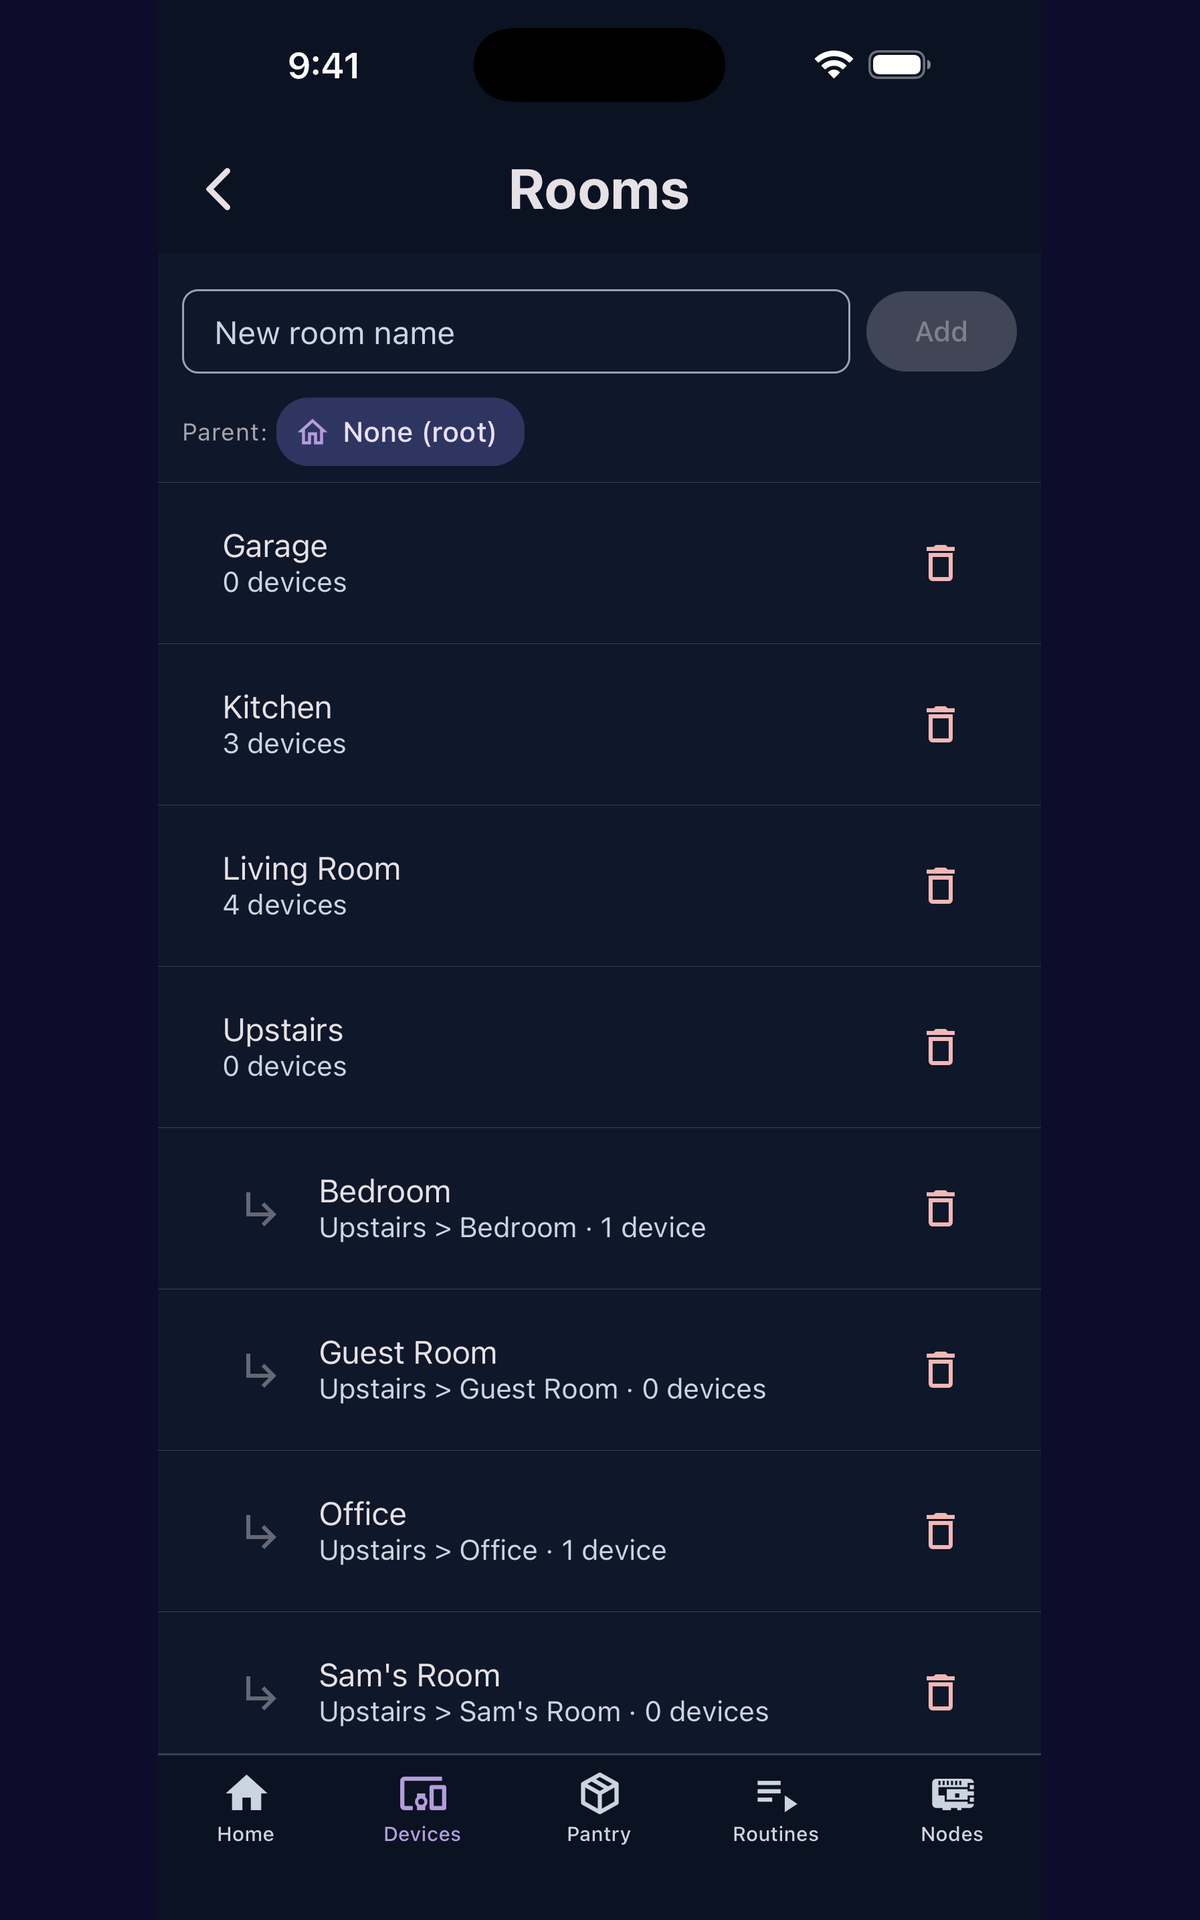 9:41
Rooms
New room name
Add
Parent: None (root)
Garage
0 devices
Kitchen
3 devices
Living Room
4 devices
Upstairs
0 devices
Bedroom
Upstairs > Bedroom · 1 device
Guest Room
Upstairs > Guest Room · 0 devices
Office
Upstairs > Office · 1 device
Sam's Room
Upstairs > Sam's Room · 0 devices
Home Devices Pantry Routines Nodes